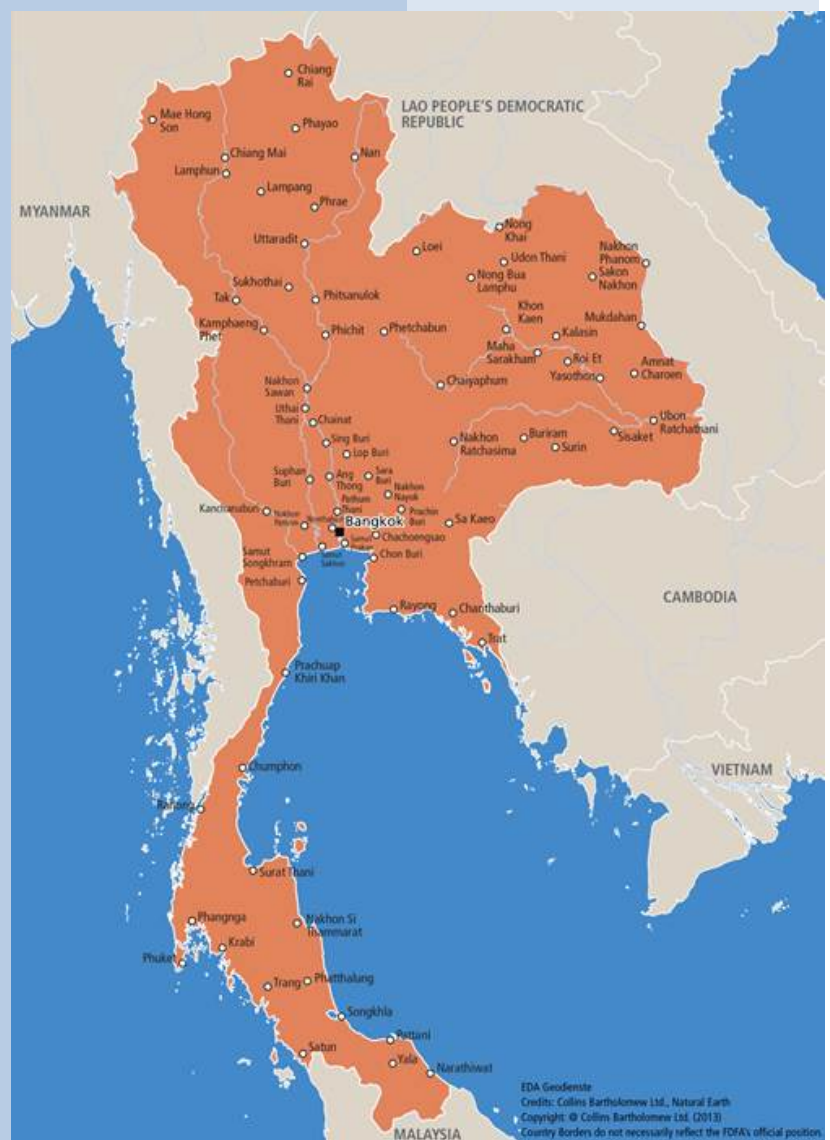 Chiang
Rai
Mae Hong
Son
LAO PEOPLE'S DEMOCRATIC
REPUBLIC
Phayao
Chiang Mai
Nan
Lamphun
Lampang
Phrae
MYANMAR
Nong
Khai
Uttaradit
Loei
Udon Thani
Nakhon
Phanom
Nong Bua
Lamphu
Sakon
Nakhon
Sukhothai
Tak
Phitsanulok
Khon
Kaen
Mukdahan
Kamphaeng
Phet
Phichit
Phetchabun
Kalasin
Maha
Sarakham
Roi Et
Amnat
Charoen
Yasothon
Chaiyaphum
Nakhon
Sawan
Uthai
Thani
Chainat
Ubon
Ratchathani
Sing Buri
Nakhon
Ratchasima
Buriram
Sisaket
Surin
Lop Buri
Suphan
Buri
Ang
Thong
Sara
Buri
Nakhon
Nayok
Pathum
Thani
Prachin
Buri
Kanchanaburi
Nakhon
Bangkok
Sa Kaeo
Chachoengsao
Samut
Samut
Sakhon
Samut
Songkhram
Chon Buri
Petchaburi
CAMBODIA
Rayong
Chanthaburi
Trat
Prachuap
Khiri Khan
Chumphon
VIETNAM
Ranong
Surat Thani
Phangnga
Nakhon Si
Thammarat
Krabi
Phuket
Trang
Phatthalung
Songkhla
Pattani
Satun
Yala
Narathiwat
EDA Geodienste
Credits: Collins Bartholomew Ltd., Natural Earth
Copyright: © Collins Bartholomew Ltd. (2013)
Country Borders do not necessarily reflect the FDFA's official position.
MALAYSIA